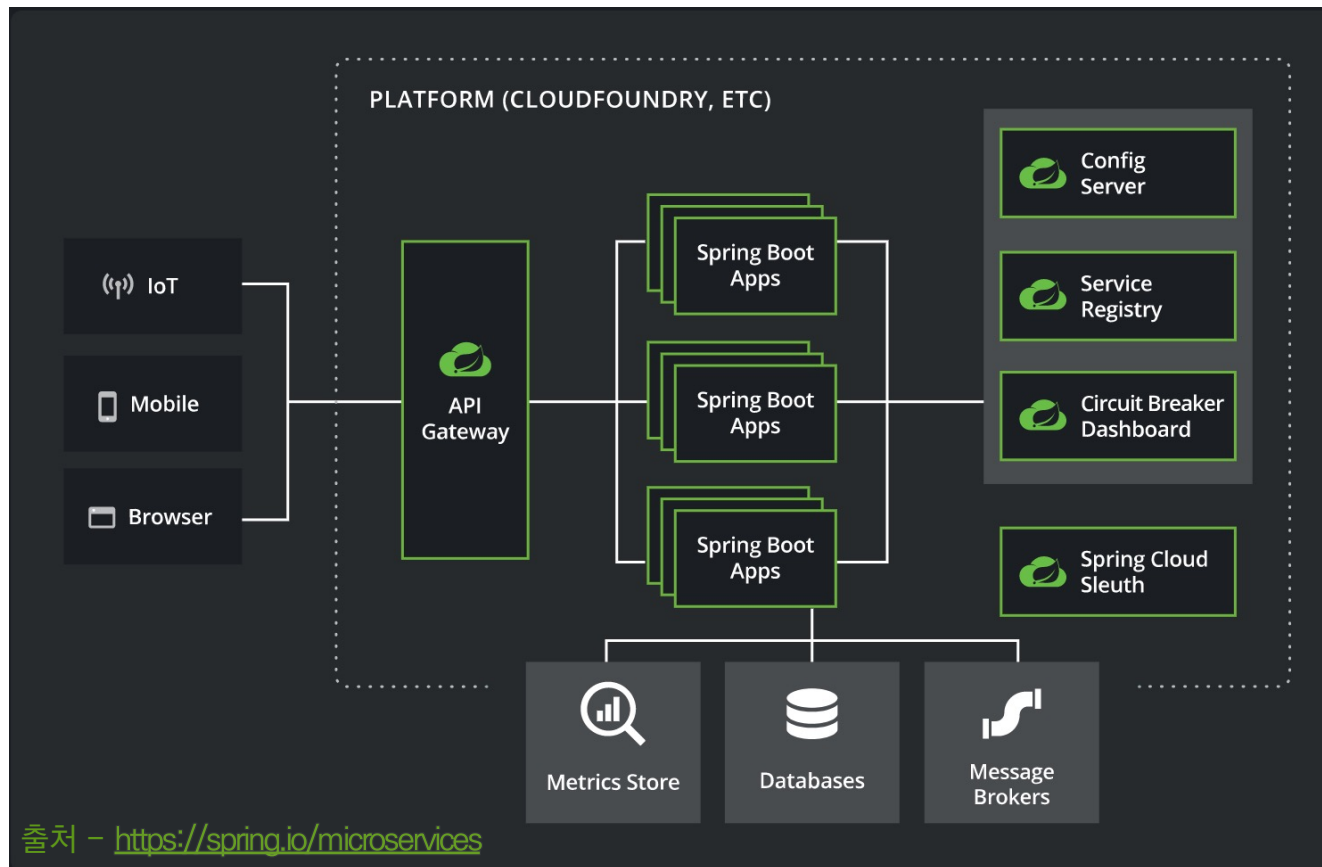 PLATFORM (CLOUDFOUNDRY, ETC)
IoT
Mobile
Browser
API
Gateway
Spring Boot
Apps
Spring Boot
Apps
Spring Boot
Apps
Config
Server
Service
Registry
Circuit Breaker
Dashboard
Spring Cloud
Sleuth
Metrics Store
Databases
Message
Brokers
출처 - https://spring.io/microservices